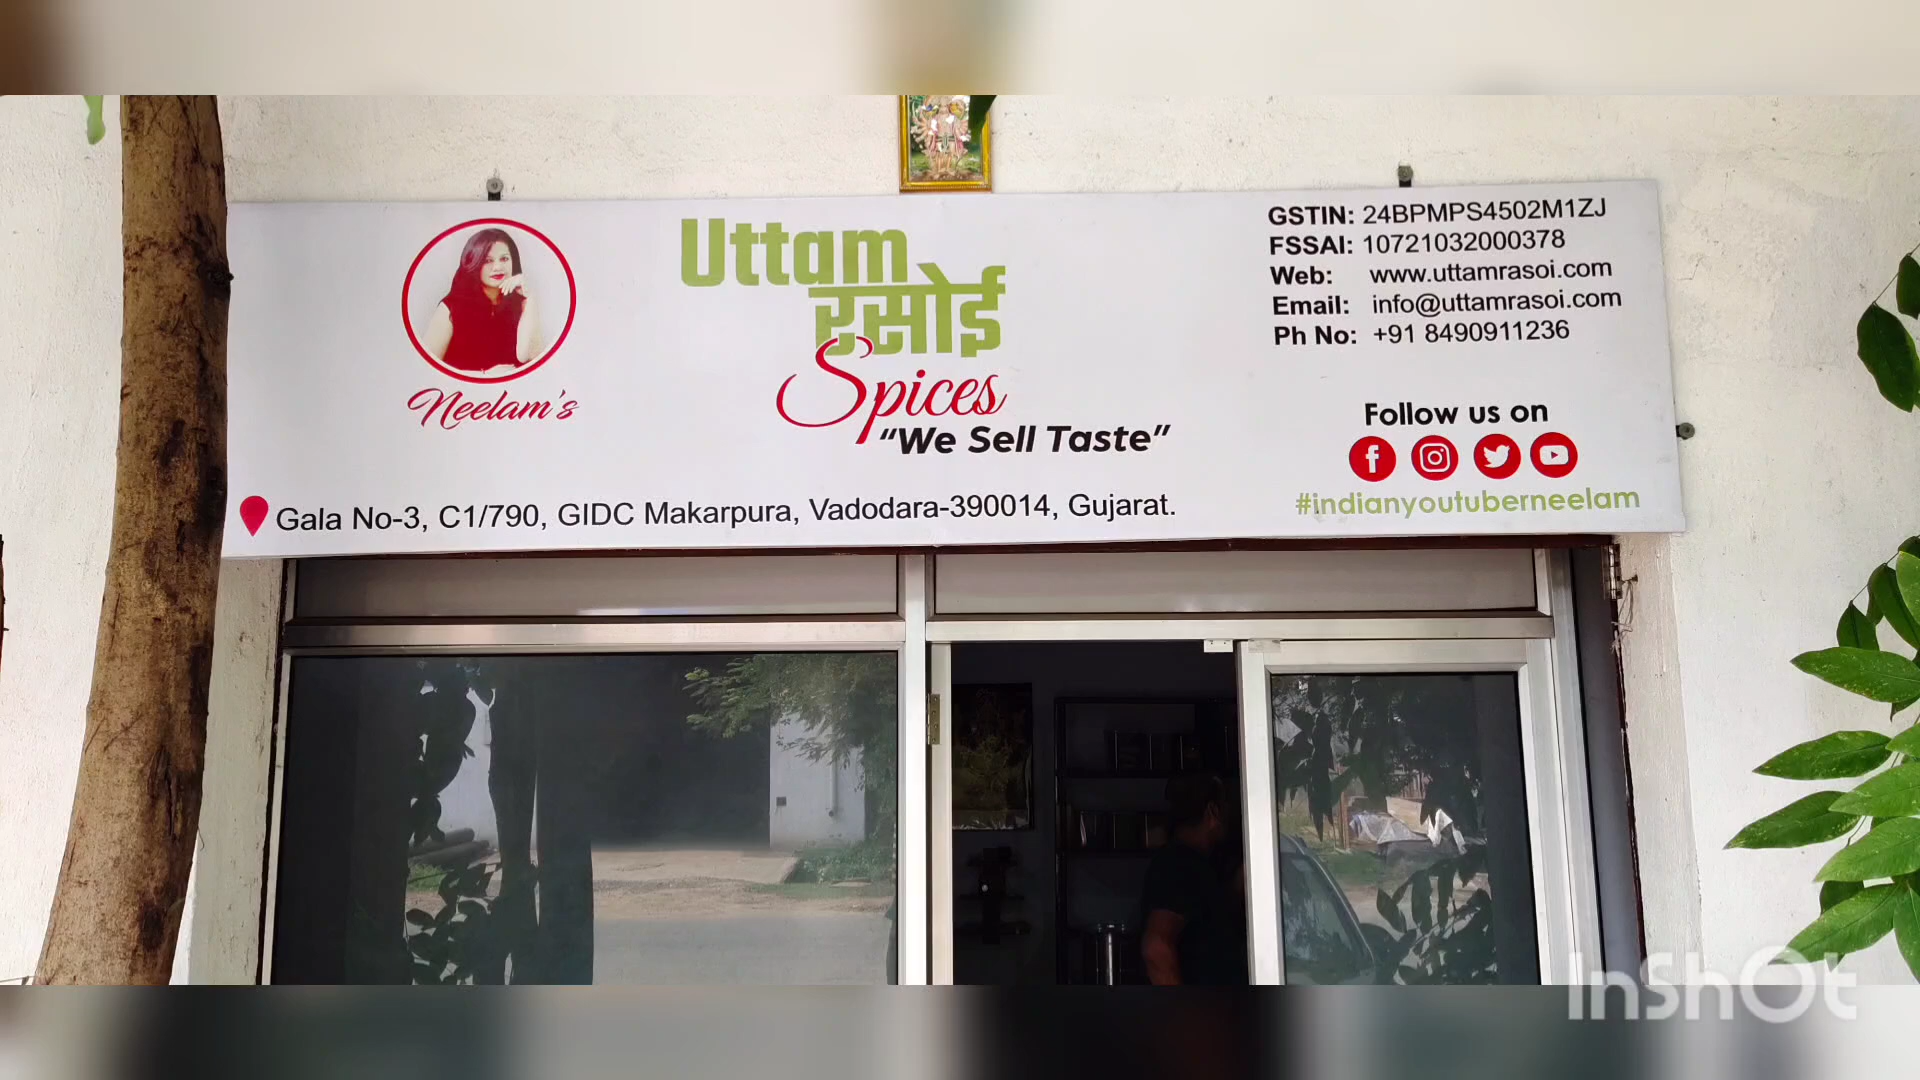 Neelam's
Uttam
रसोई
Spices
"We Sell Taste"
Gala No-3, C1/790, GIDC Makarpura, Vadodara-390014, Gujarat.
GSTIN: 24BPMPS4502M1ZJ
FSSAI: 10721032000378
Web: www.uttamrasoi.com
Email: info@uttamrasoi.com
Ph No: +91 8490911236
Follow us on
#indianyoutuberneelam
InShOt